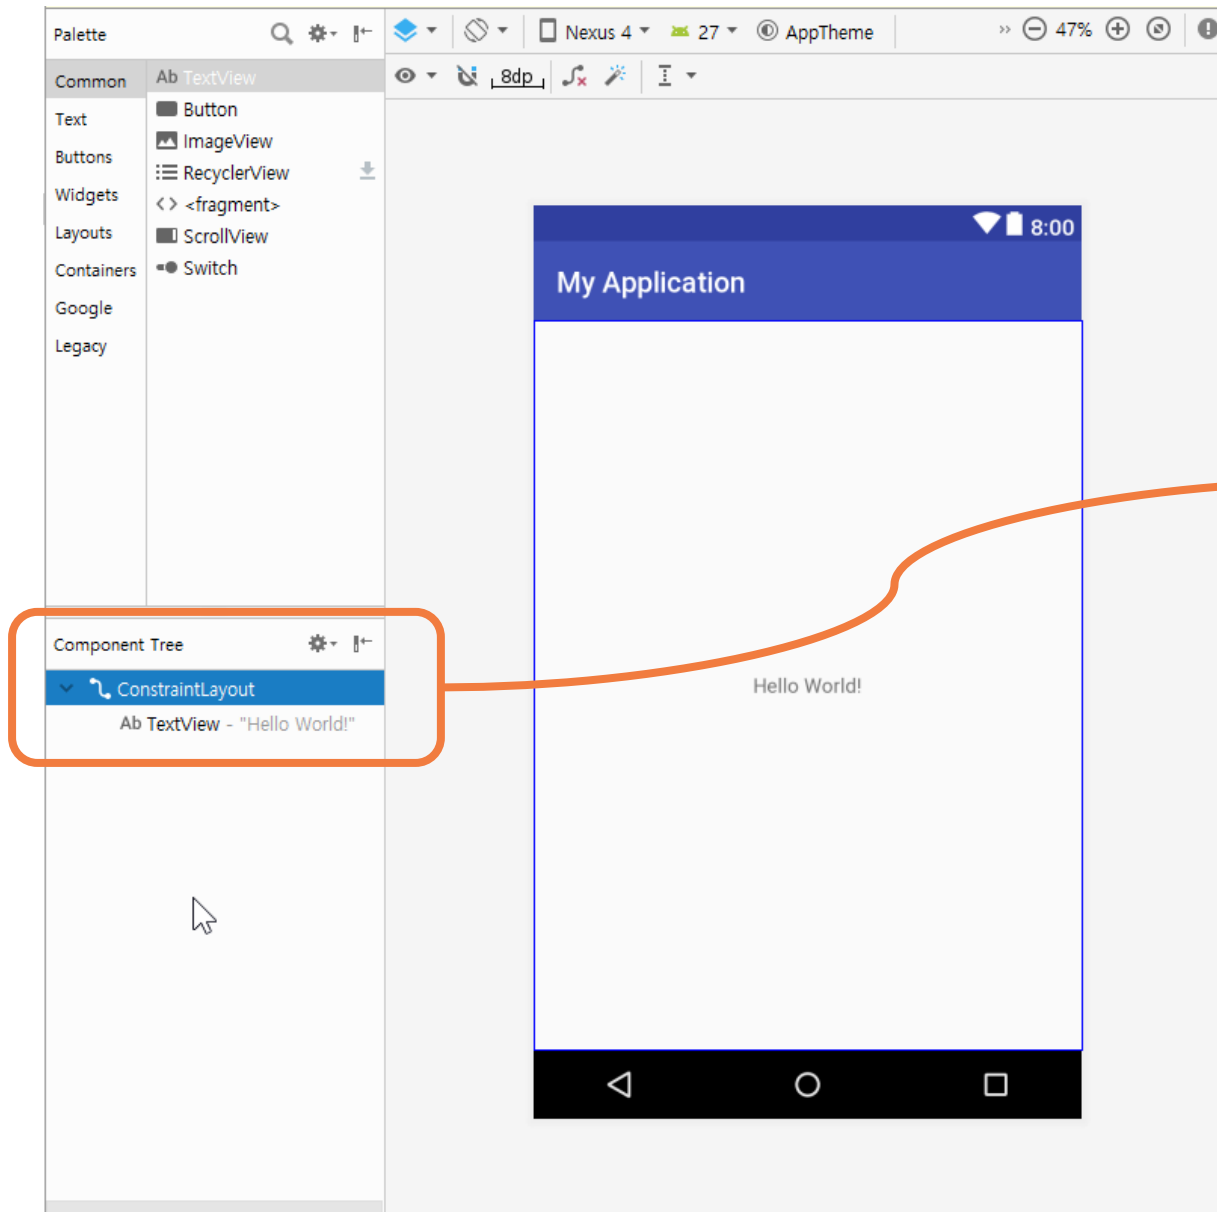 Palette
Nexus 4
27
AppTheme
47%
Common
Text
Buttons
Widgets
Layouts
Containers
Google
Legacy
Ab TextView
Button
ImageView
RecyclerView
<fragment>
ScrollView
Switch
8dp
8:00
My Application
Hello World!
Component Tree
ConstraintLayout
Ab TextView - "Hello World!"